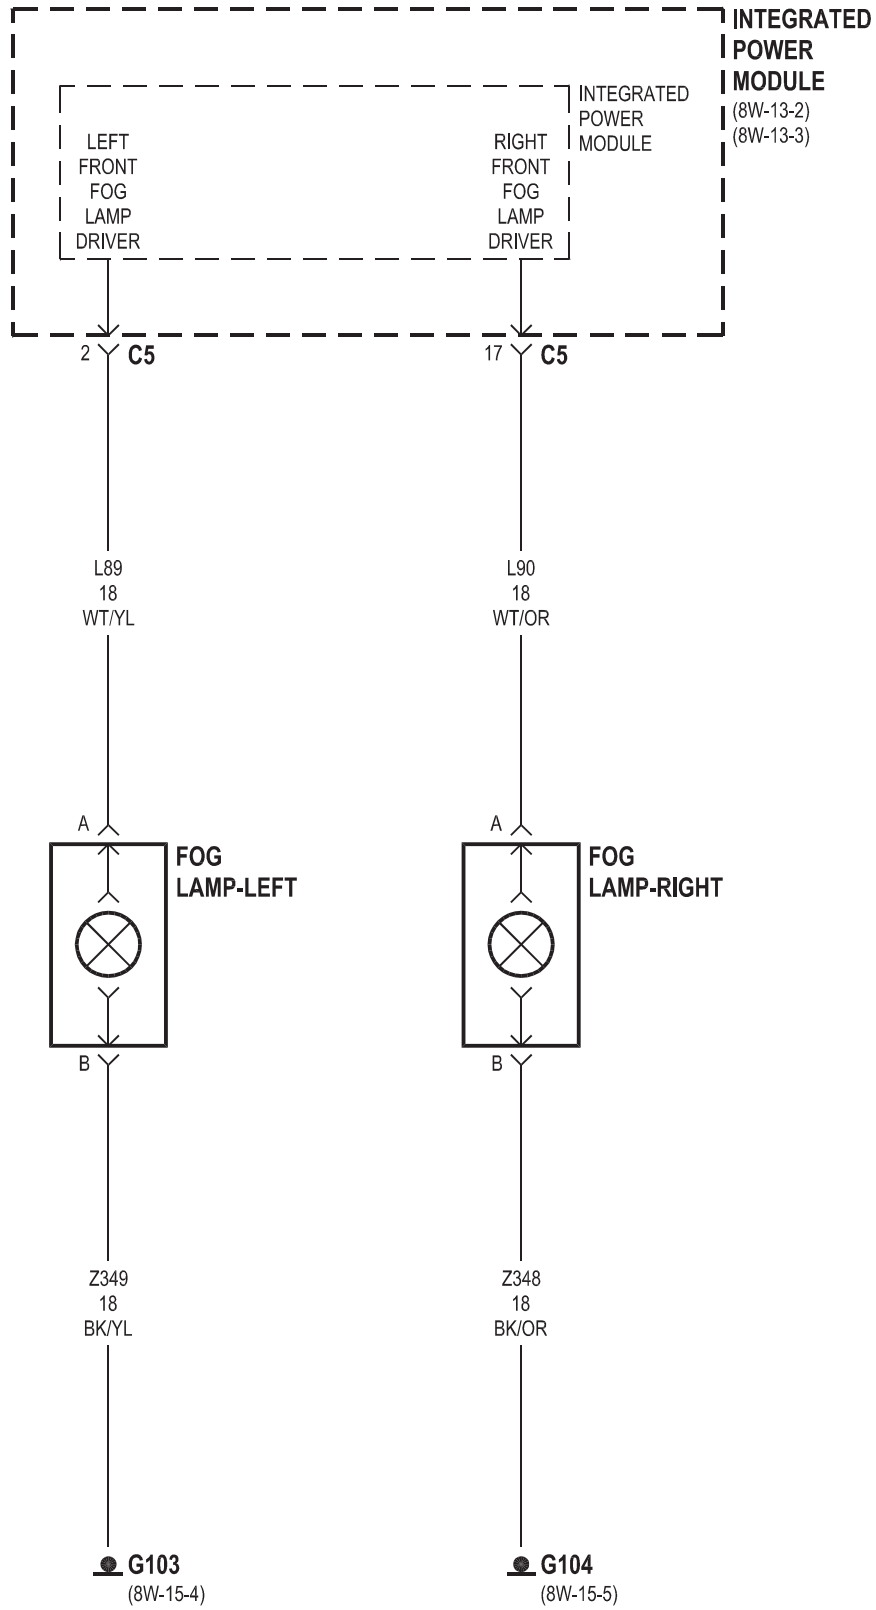 INTEGRATED
POWER
MODULE
(8W-13-2)
(8W-13-3)
INTEGRATED
POWER
MODULE
LEFT
FRONT
FOG
LAMP
DRIVER
RIGHT
FRONT
FOG
LAMP
DRIVER
2 C5
17 C5
L89
18
WT/YL
L90
18
WT/OR
A
FOG
LAMP-LEFT
B
A
FOG
LAMP-RIGHT
B
Z349
18
BK/YL
Z348
18
BK/OR
G103
(8W-15-4)
G104
(8W-15-5)